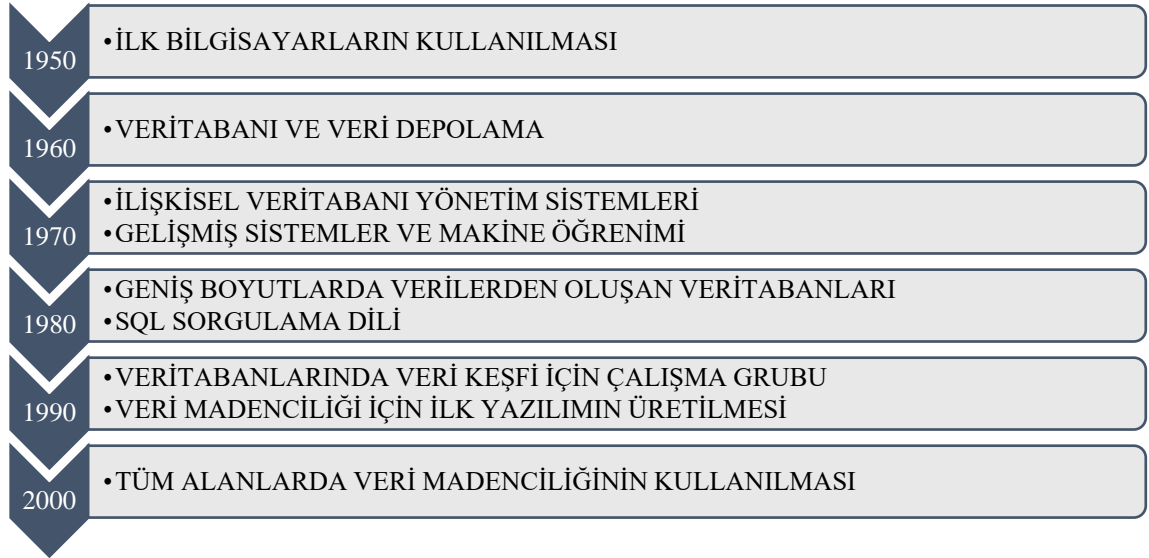 1950
•İLK BİLGİSAYARLARIN KULLANILMASI
1960
•VERİTABANI VE VERİ DEPOLAMA
1970
•İLİŞKİSEL VERİTABANI YÖNETİM SİSTEMLERİ
•GELİŞMİŞ SİSTEMLER VE MAKİNE ÖĞRENİMİ
1980
•GENİŞ BOYUTLARDA VERİLERDEN OLUŞAN VERİTABANLARI
•SQL SORGULAMA DİLİ
1990
•VERİTABANLARINDA VERİ KEŞFİ İÇİN ÇALIŞMA GRUBU
•VERİ MADENCİLİĞİ İÇİN İLK YAZILIMIN ÜRETİLMESİ
2000
•TÜM ALANLARDA VERİ MADENCİLİĞİNİN KULLANILMASI